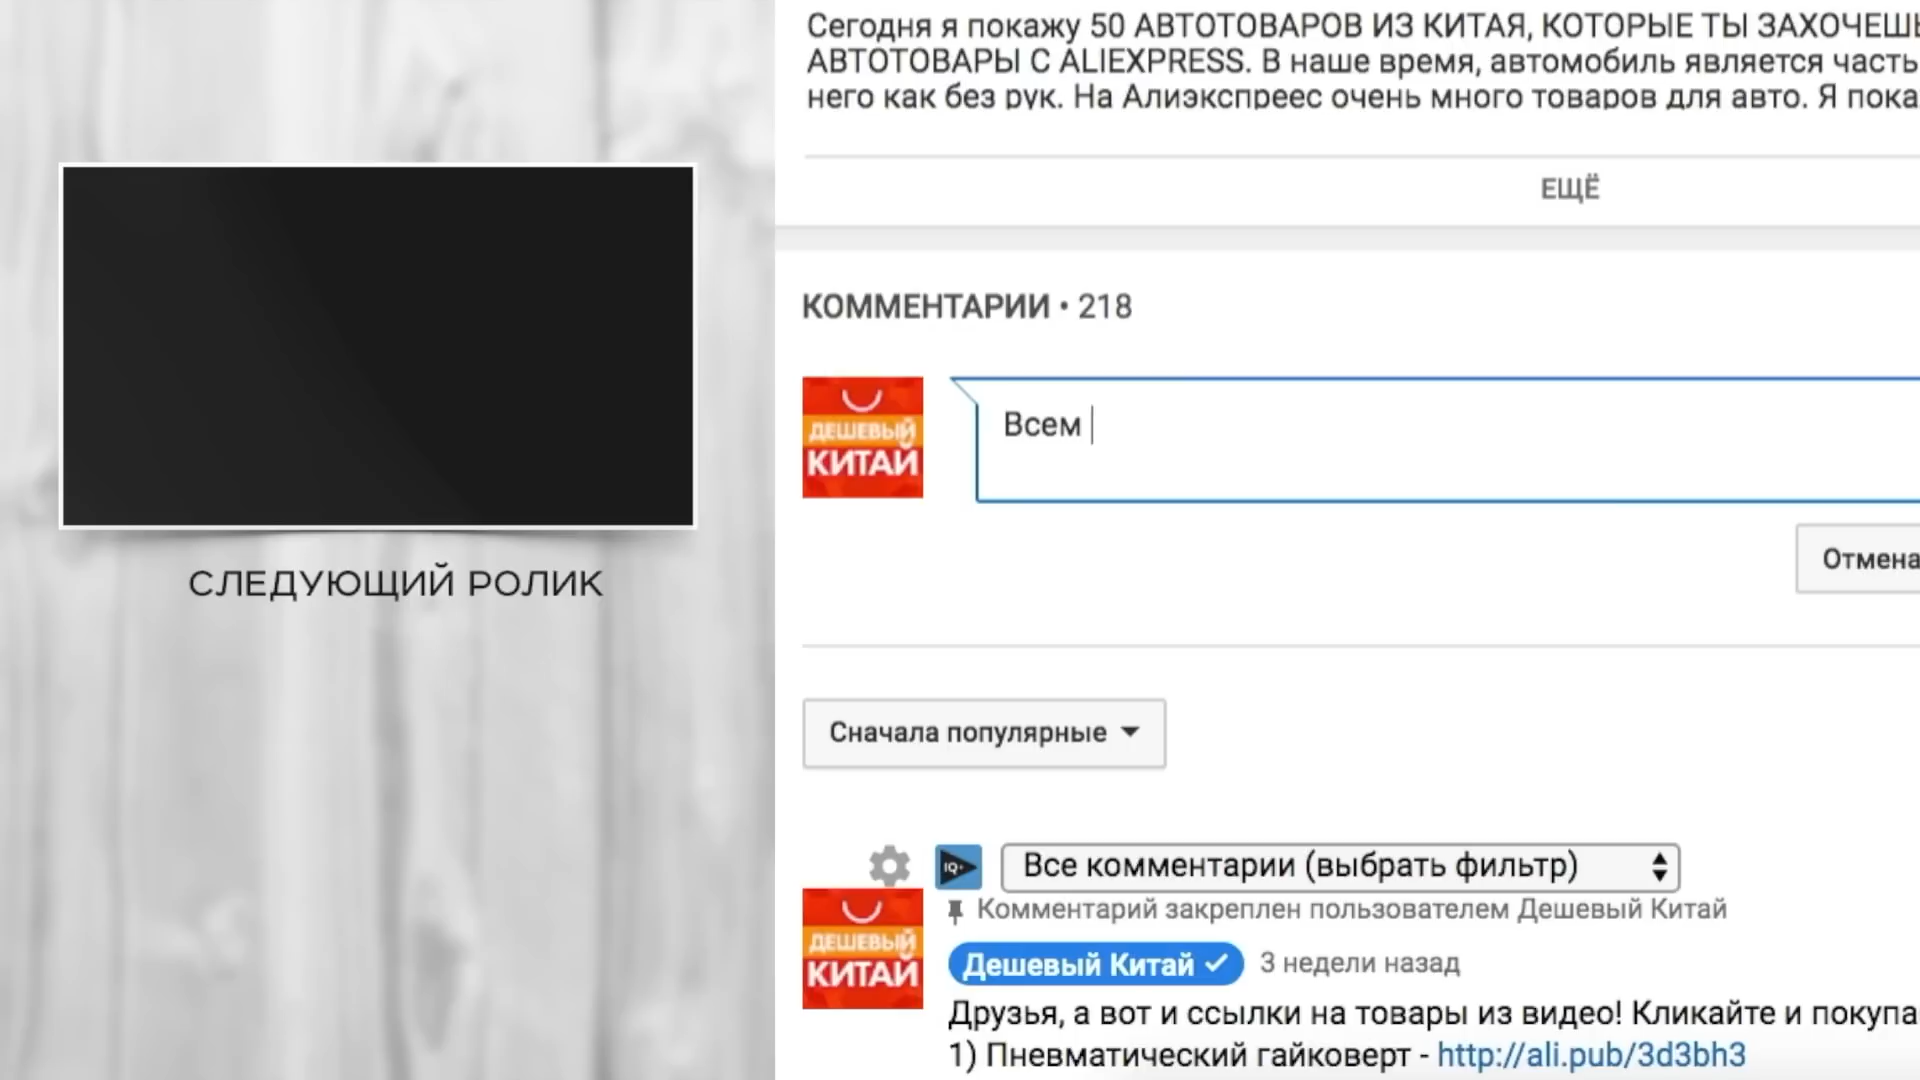 Сегодня я покажу 50 АВТОТОВАРОВ ИЗ КИТАЯ, КОТОРЫЕ ТЫ ЗАХОЧЕШЬ
АВТОТОВАРЫ С ALIEXPRESS. В наше время, автомобиль является часть
него как без рук. На Алиэкспреес очень много товаров для авто. Я пока
ЕЩЁ
КОММЕНТАРИИ • 218
ДЕШЕВЫЙ
КИТАЙ
Всем
Отмена
СЛЕДУЮЩИЙ РОЛИК
Сначала популярные
IQ+
Все комментарии (выбрать фильтр)
Комментарий закреплен пользователем Дешевый Китай
ДЕШЕВЫЙ
КИТАЙ
Дешевый Китай
3 недели назад
Друзья, а вот и ссылки на товары из видео! Кликайте и покупа
1) Пневматический гайковерт - http://ali.pub/3d3bh3